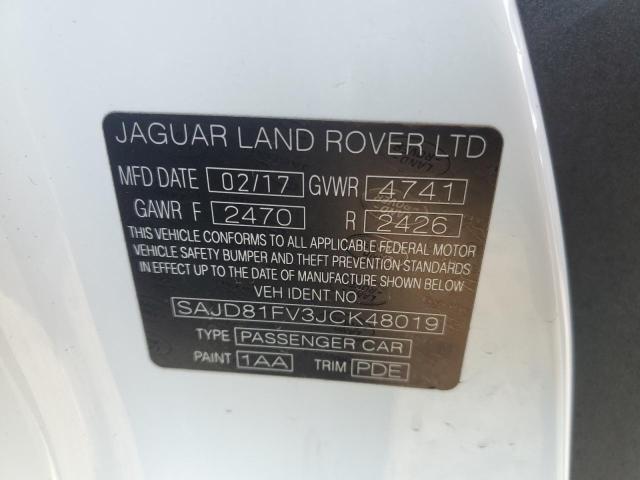 JAGUAR LAND ROVER LTD
MFD DATE 02/17 GVWR 4741
GAWR F 2470 R 2426
THIS VEHICLE CONFORMS TO ALL APPLICABLE FEDERAL MOTOR
VEHICLE SAFETY BUMPER AND THEFT PREVENTION STANDARDS
IN EFFECT UP TO THE DATE OF MANUFACTURE SHOWN BELOW
VEH IDENT NO
SAJD81FV3JCK48019
TYPE PASSENGER CAR
PAINT 1AA TRIM PDE